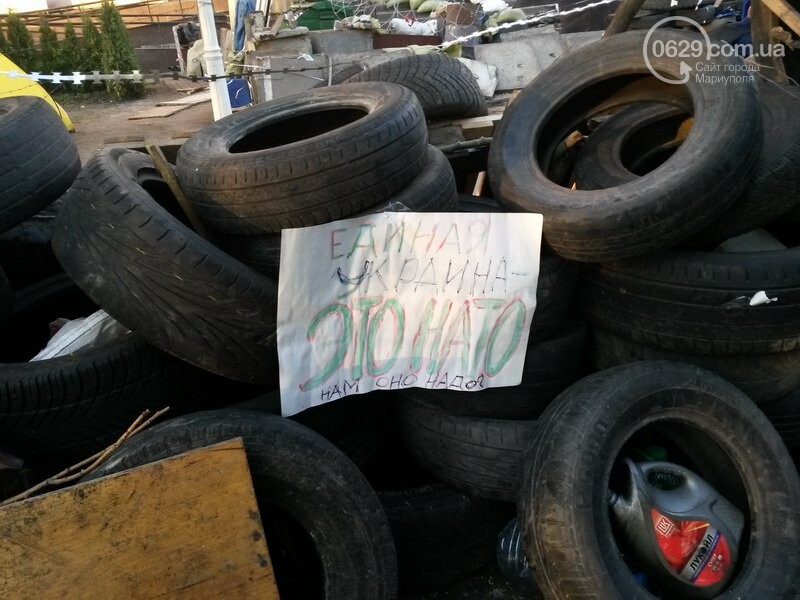 0629.com.ua
Сайт города
Мариуполя
ЕДИНАЯ
УКРАИНА-
ЭТО НАТО
НАМ ОНО НАДО?
ЛУКОЙЛ